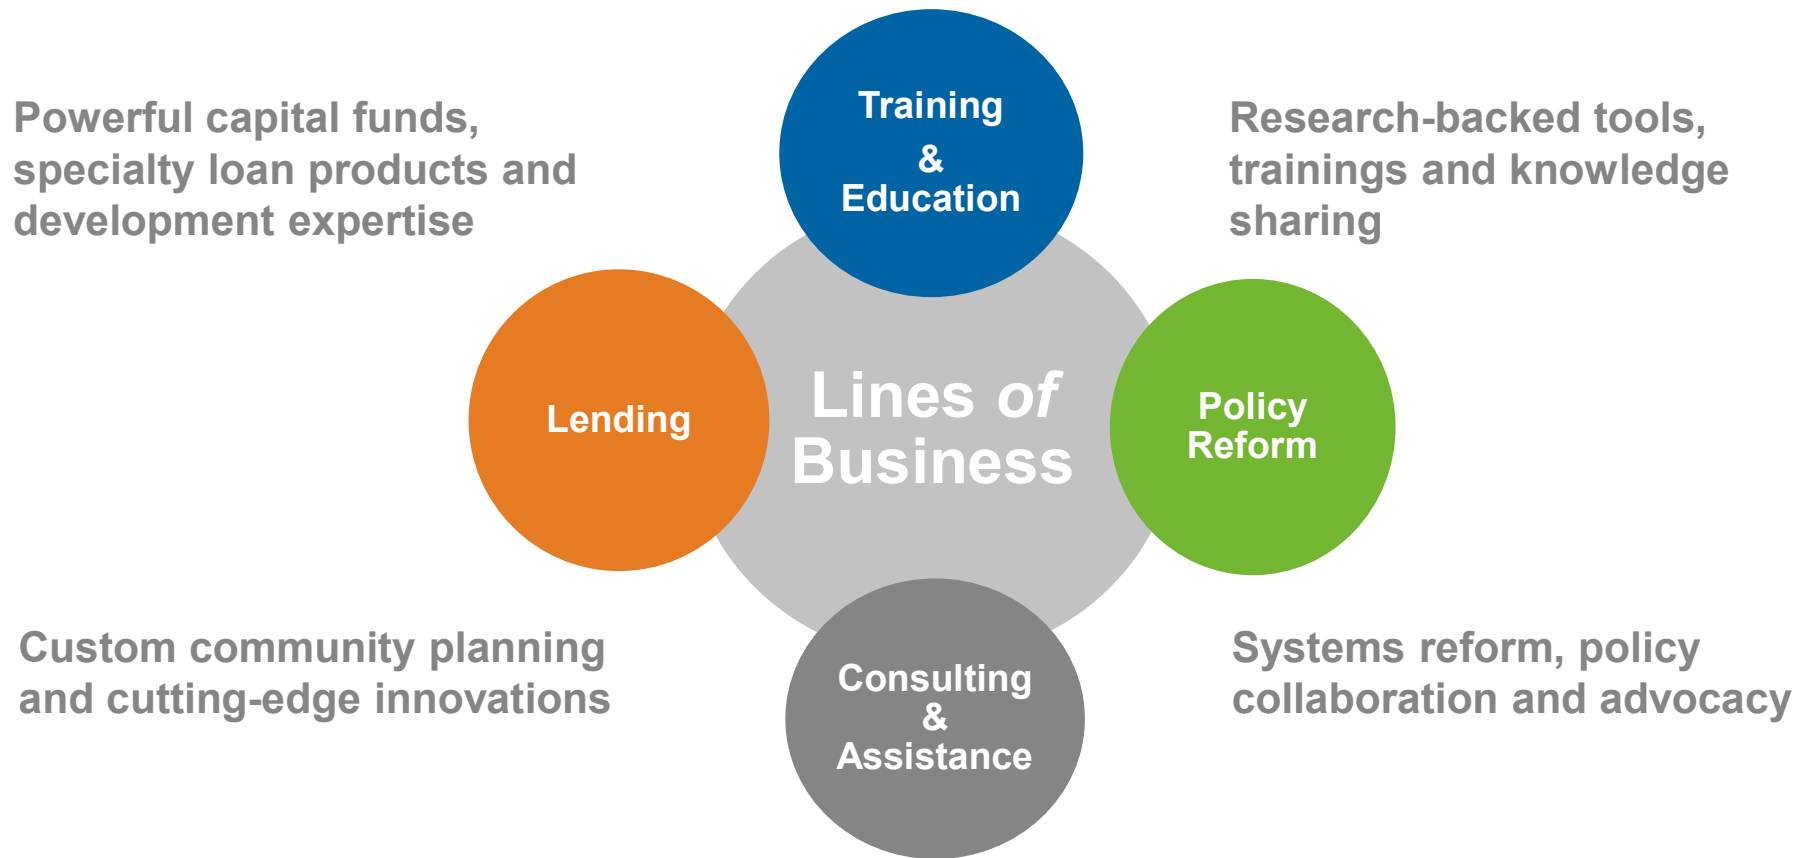 Training
&
Education
Powerful capital funds,
specialty loan products and
development expertise
Research-backed tools,
trainings and knowledge
sharing
Lending
Lines of
Business
Policy
Reform
Custom community planning
and cutting-edge innovations
Consulting
&
Assistance
Systems reform, policy
collaboration and advocacy